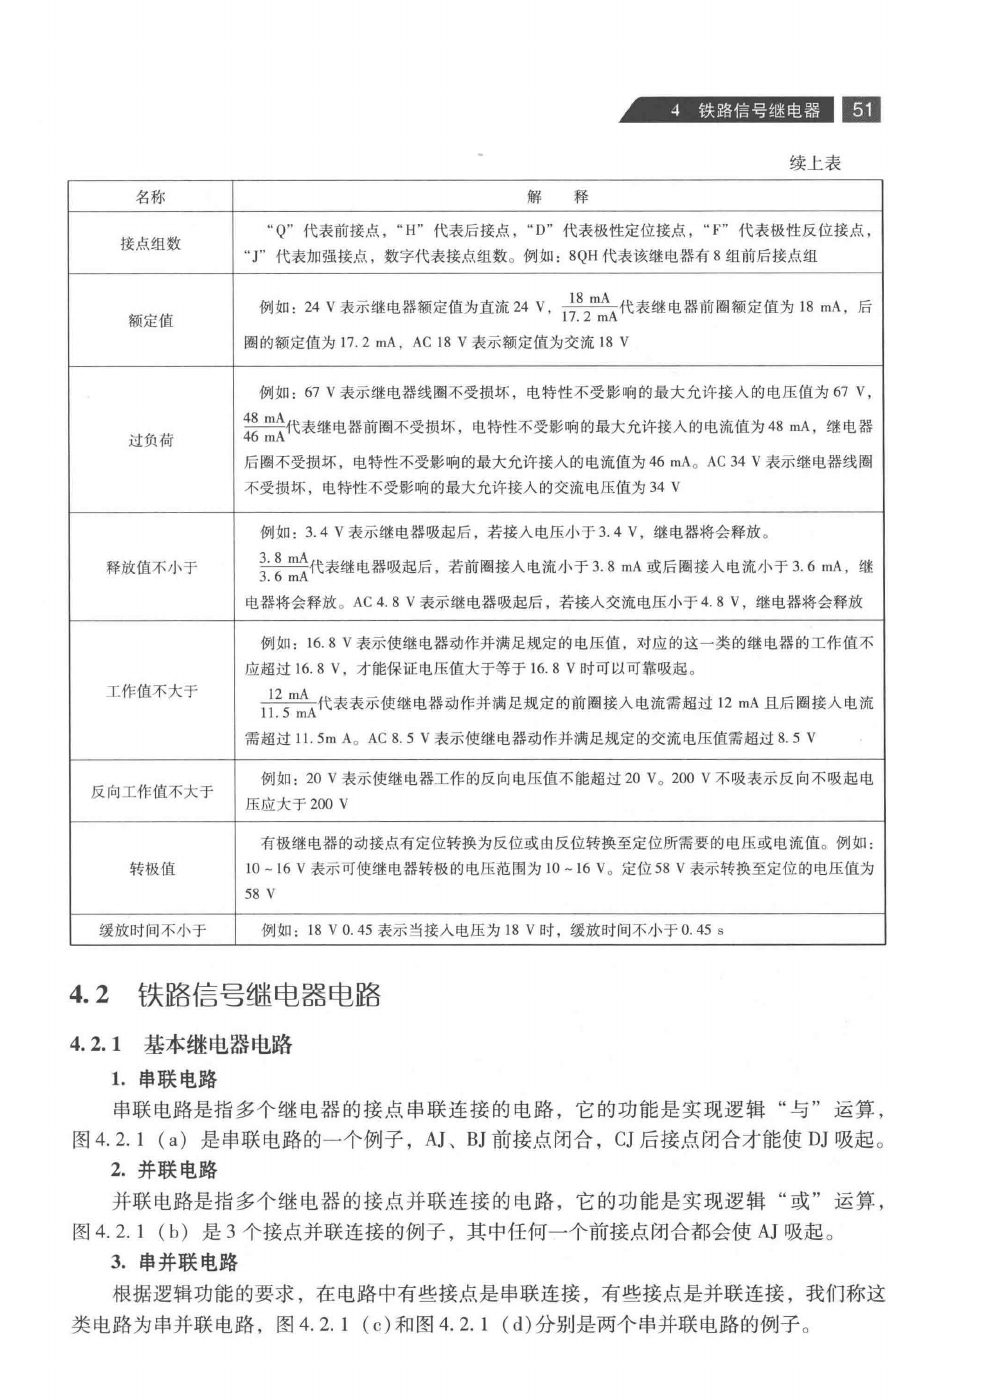 4 铁路信号继电器 51
续上表
名称 解 释
接点组数
“Q” 代表前接点，“H” 代表后接点，“D” 代表极性定位接点，“F” 代表极性反位接点，
“J” 代表加强接点，数字代表接点组数。例如：8QH 代表该继电器有 8 组前后接点组
额定值
例如：24 V 表示继电器额定值为直流 24 V，18 mA/17.2 mA代表继电器前圈额定值为 18 mA，后
圈的额定值为 17.2 mA，AC 18 V 表示额定值为交流 18 V
过负荷
例如：67 V 表示继电器线圈不受损坏，电特性不受影响的最大允许接入的电压值为 67 V，
48 mA/46 mA代表继电器前圈不受损坏，电特性不受影响的最大允许接入的电流值为 48 mA，继电器
后圈不受损坏，电特性不受影响的最大允许接入的电流值为 46 mA。AC 34 V 表示继电器线圈
不受损坏，电特性不受影响的最大允许接入的交流电压值为 34 V
释放值不小于
例如：3.4 V 表示继电器吸起后，若接入电压小于 3.4 V，继电器将会释放。
3.8 mA/3.6 mA代表继电器吸起后，若前圈接入电流小于 3.8 mA 或后圈接入电流小于 3.6 mA，继
电器将会释放。AC 4.8 V 表示继电器吸起后，若接入交流电压小于 4.8 V，继电器将会释放
工作值不大于
例如：16.8 V 表示使继电器动作并满足规定的电压值，对应的这一类的继电器的工作值不
应超过 16.8 V，才能保证电压值大于等于 16.8 V 时可以可靠吸起。
12 mA/11.5 mA代表表示使继电器动作并满足规定的前圈接入电流需超过 12 mA 且后圈接入电流
需超过 11.5m A。AC 8.5 V 表示使继电器动作并满足规定的交流电压值需超过 8.5 V
反向工作值不大于
例如：20 V 表示使继电器工作的反向电压值不能超过 20 V。200 V 不吸表示反向不吸起电
压应大于 200 V
转极值
有极继电器的动接点有定位转换为反位或由反位转换至定位所需要的电压或电流值。例如：
10 ~ 16 V 表示可使继电器转极的电压范围为 10 ~ 16 V。定位 58 V 表示转换至定位的电压值为
58 V
缓放时间不小于
例如：18 V 0.45 表示当接入电压为 18 V 时，缓放时间不小于 0.45 s
4.2 铁路信号继电器电路
4.2.1 基本继电器电路
1. 串联电路
串联电路是指多个继电器的接点串联连接的电路，它的功能是实现逻辑“与”运算，
图 4.2.1（a）是串联电路的一个例子，AJ、BJ 前接点闭合，CJ 后接点闭合才能使 DJ 吸起。
2. 并联电路
并联电路是指多个继电器的接点并联连接的电路，它的功能是实现逻辑“或”运算，
图 4.2.1（b）是 3 个接点并联连接的例子，其中任何一个前接点闭合都会使 AJ 吸起。
3. 串并联电路
根据逻辑功能的要求，在电路中有些接点是串联连接，有些接点是并联连接，我们称这
类电路为串并联电路，图 4.2.1（c)和图 4.2.1（d)分别是两个串并联电路的例子。